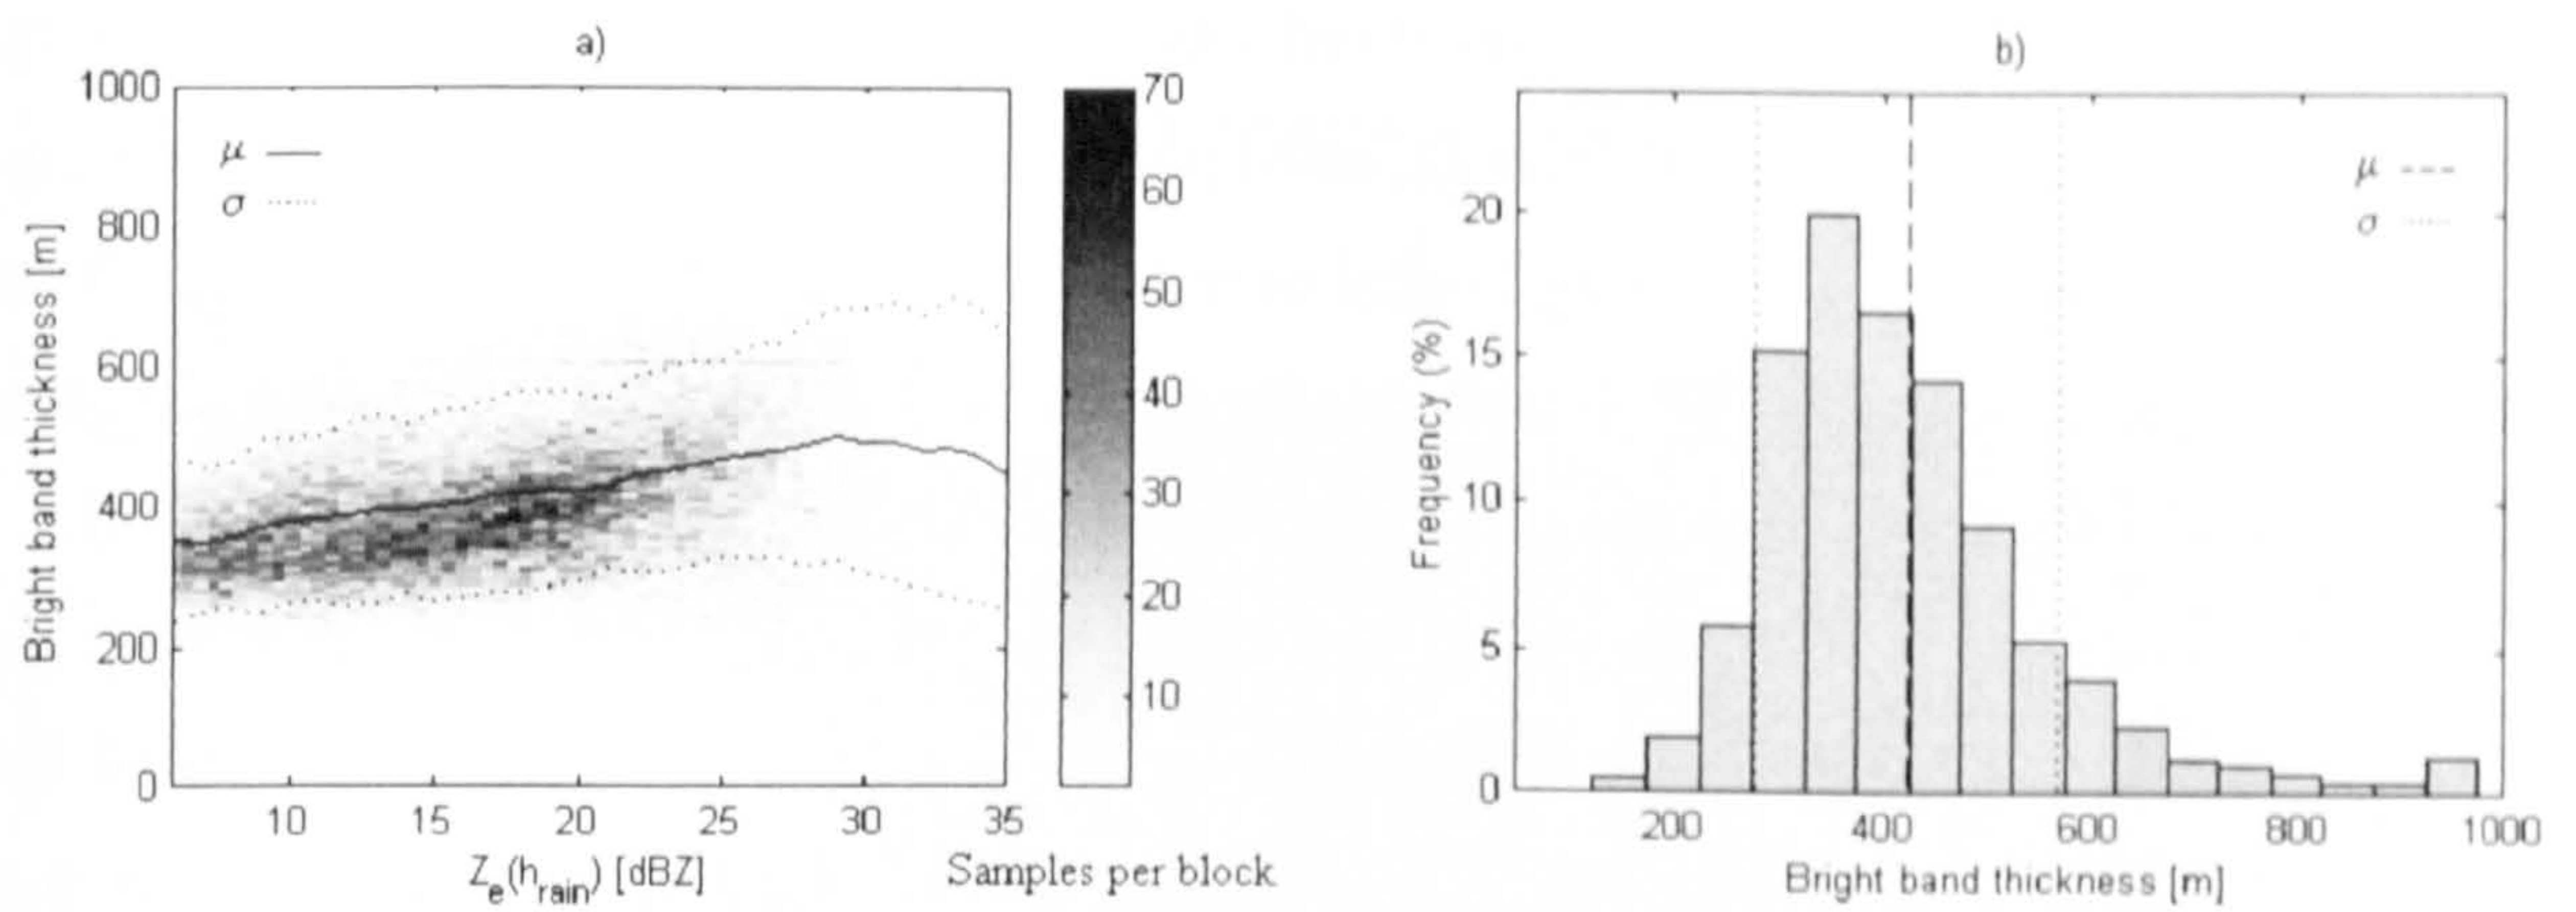 a)
1000
800
600
400
200
0
Bright band thickness [m]
μ
σ
10 15 20 25 30 35
Ze(hrain) [dBZ]
70
60
50
40
30
20
10
Samples per block
b)
20
15
10
5
0
Frequency (%)
μ
σ
200 400 600 800 1000
Bright band thickness [m]